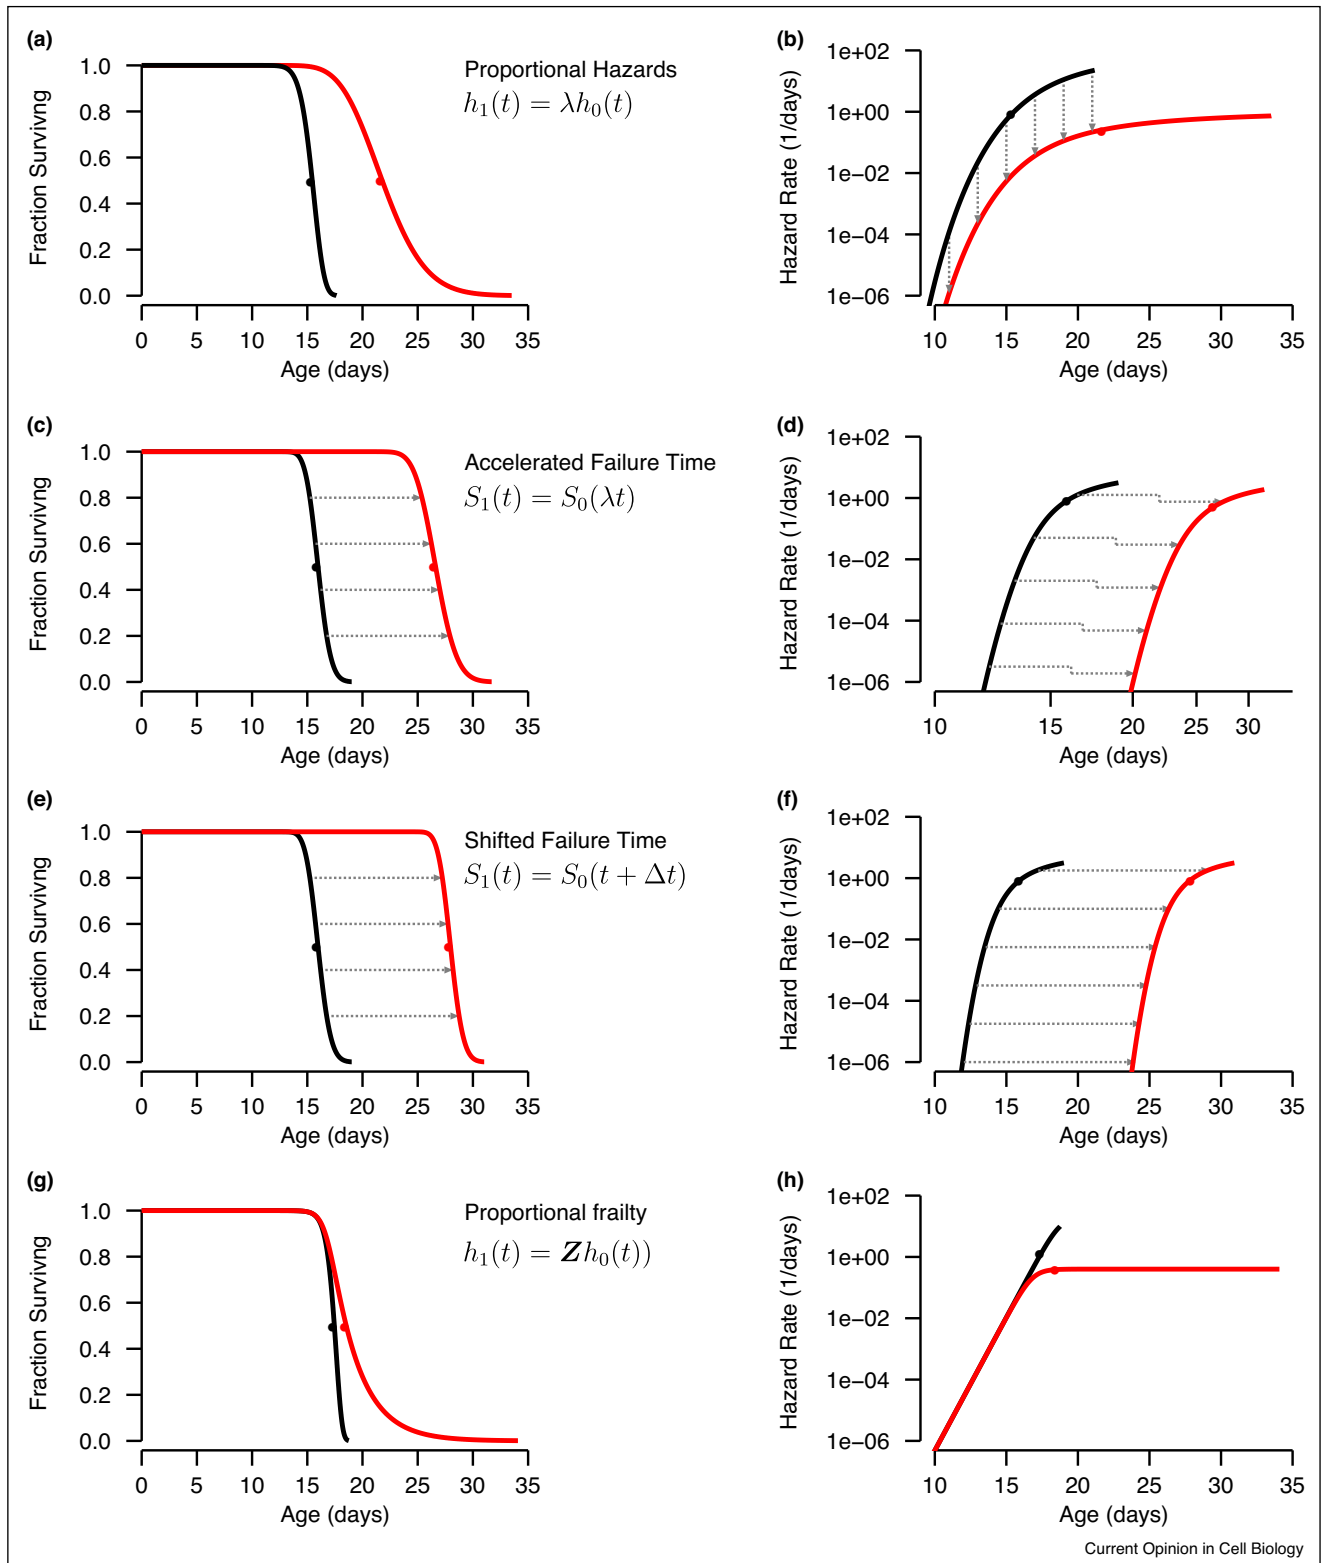 (a)
1.0
0.8
0.6
0.4
0.2
0.0
Fraction Survivng
0 5 10 15 20 25 30 35
Age (days)
Proportional Hazards
h₁(t) = λh₀(t)
(b)
1e+02
1e+00
1e−02
1e−04
1e−06
Hazard Rate (1/days)
10 15 20 25 30 35
Age (days)
(c)
1.0
0.8
0.6
0.4
0.2
0.0
Fraction Survivng
0 5 10 15 20 25 30 35
Age (days)
Accelerated Failure Time
S₁(t) = S₀(λt)
(d)
1e+02
1e+00
1e−02
1e−04
1e−06
Hazard Rate (1/days)
10 15 20 25 30
Age (days)
(e)
1.0
0.8
0.6
0.4
0.2
0.0
Fraction Survivng
0 5 10 15 20 25 30 35
Age (days)
Shifted Failure Time
S₁(t) = S₀(t + Δt)
(f)
1e+02
1e+00
1e−02
1e−04
1e−06
Hazard Rate (1/days)
10 15 20 25 30 35
Age (days)
(g)
1.0
0.8
0.6
0.4
0.2
0.0
Fraction Survivng
0 5 10 15 20 25 30 35
Age (days)
Proportional frailty
h₁(t) = Zh₀(t))
(h)
1e+02
1e+00
1e−02
1e−04
1e−06
Hazard Rate (1/days)
10 15 20 25 30 35
Age (days)
Current Opinion in Cell Biology